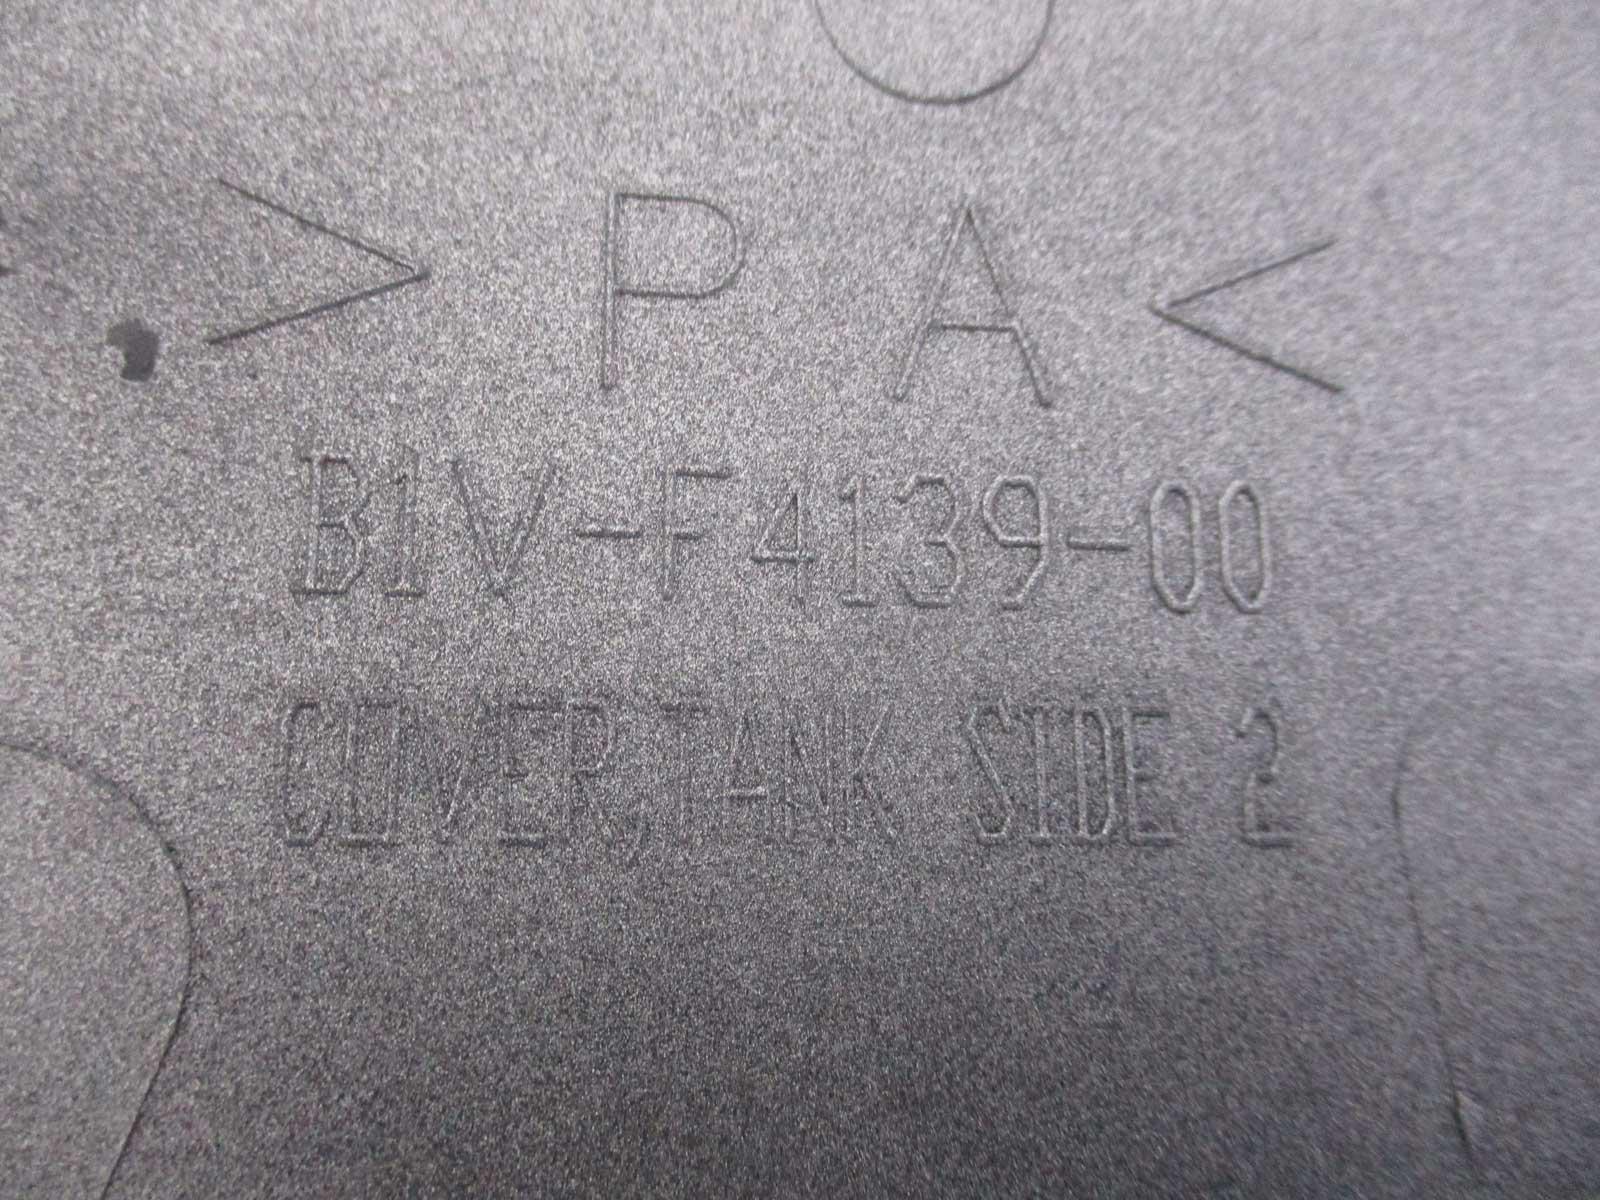 >PA<
B1V-F4139-00
COVER,TANK SIDE 2